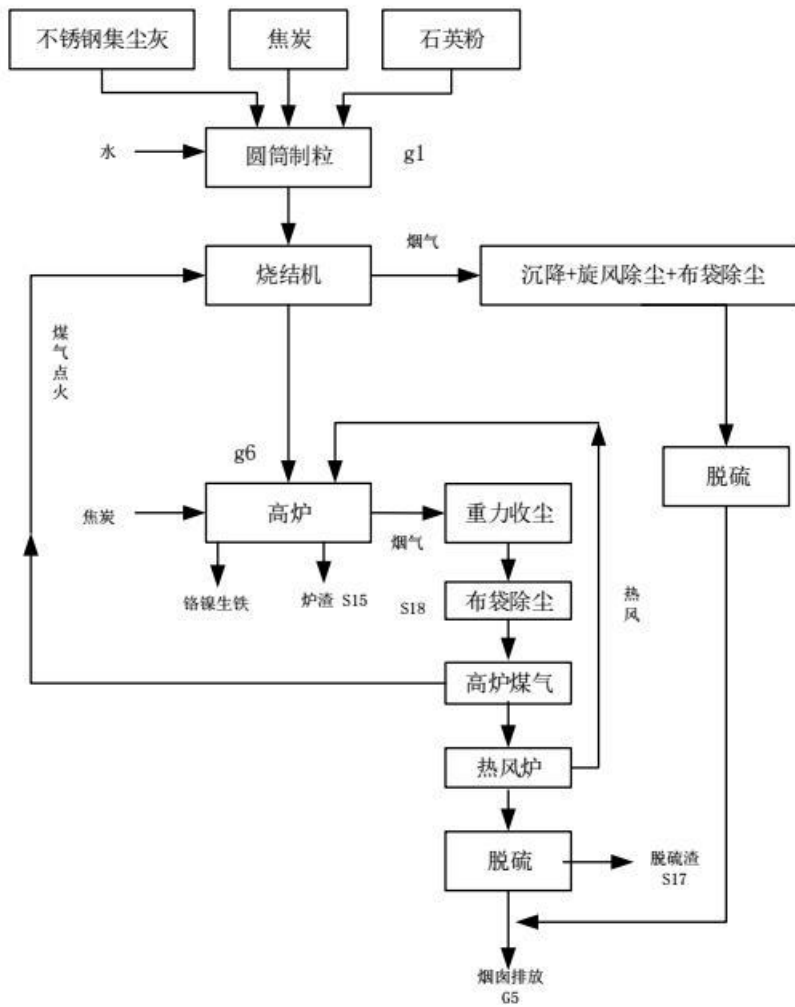 不锈钢集尘灰
焦炭
石英粉
水
圆筒制粒
g1
烟气
烧结机
沉降+旋风除尘+布袋除尘
煤气点火
g6
脱硫
焦炭
高炉
重力收尘
烟气
铬镍生铁
炉渣 S15
S18
布袋除尘
热风
高炉煤气
热风炉
脱硫
脱硫渣
S17
烟囱排放
G5